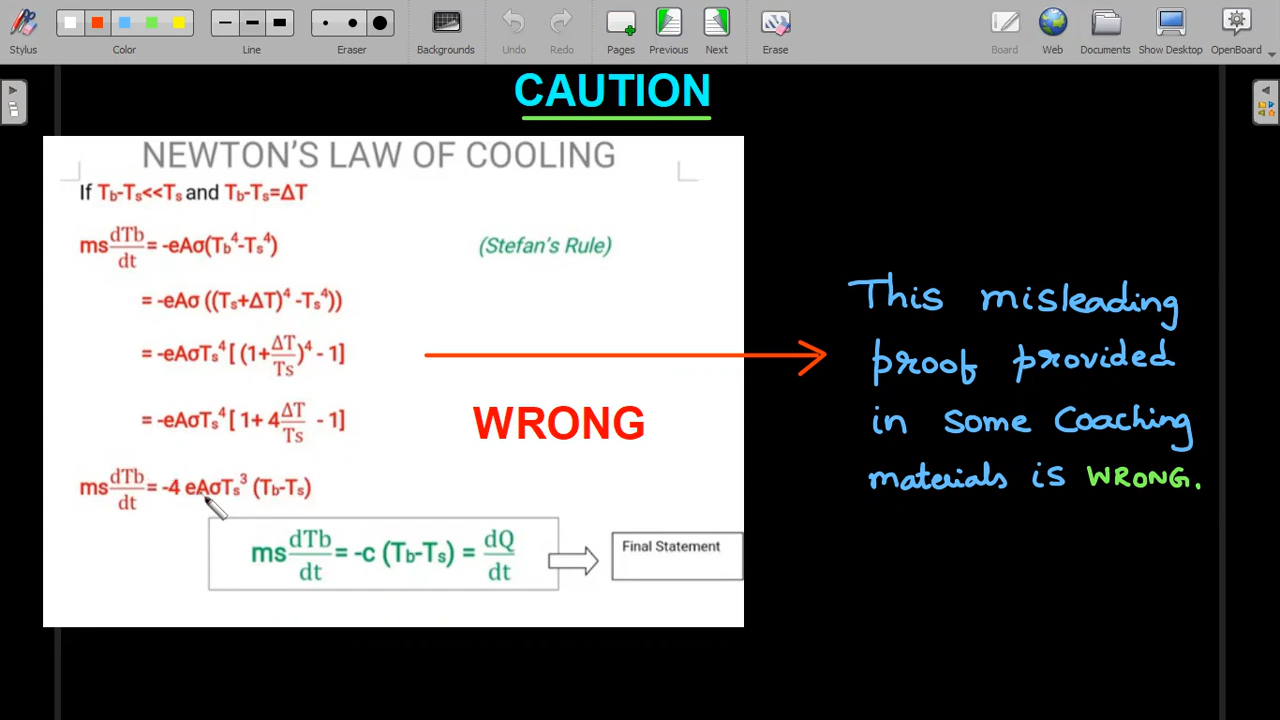 Stylus Color Line Eraser Backgrounds Undo Redo Pages Previous Next Erase Board Web Documents Show Desktop OpenBoard
CAUTION
NEWTON'S LAW OF COOLING
If Tb-Ts<<Ts and Tb-Ts=ΔT
ms dTb/dt = -eAσ(Tb⁴-Ts⁴) (Stefan's Rule)
= -eAσ ((Ts+ΔT)⁴ -Ts⁴))
= -eAσTs⁴ [ (1+ΔT/Ts)⁴ - 1]
= -eAσTs⁴ [ 1+ 4ΔT/Ts - 1]
WRONG
ms dTb/dt = -4 eAσTs³ (Tb-Ts)
ms dTb/dt = -c (Tb-Ts) = dQ/dt
Final Statement
This misleading
proof provided
in some Coaching
materials is WRONG.